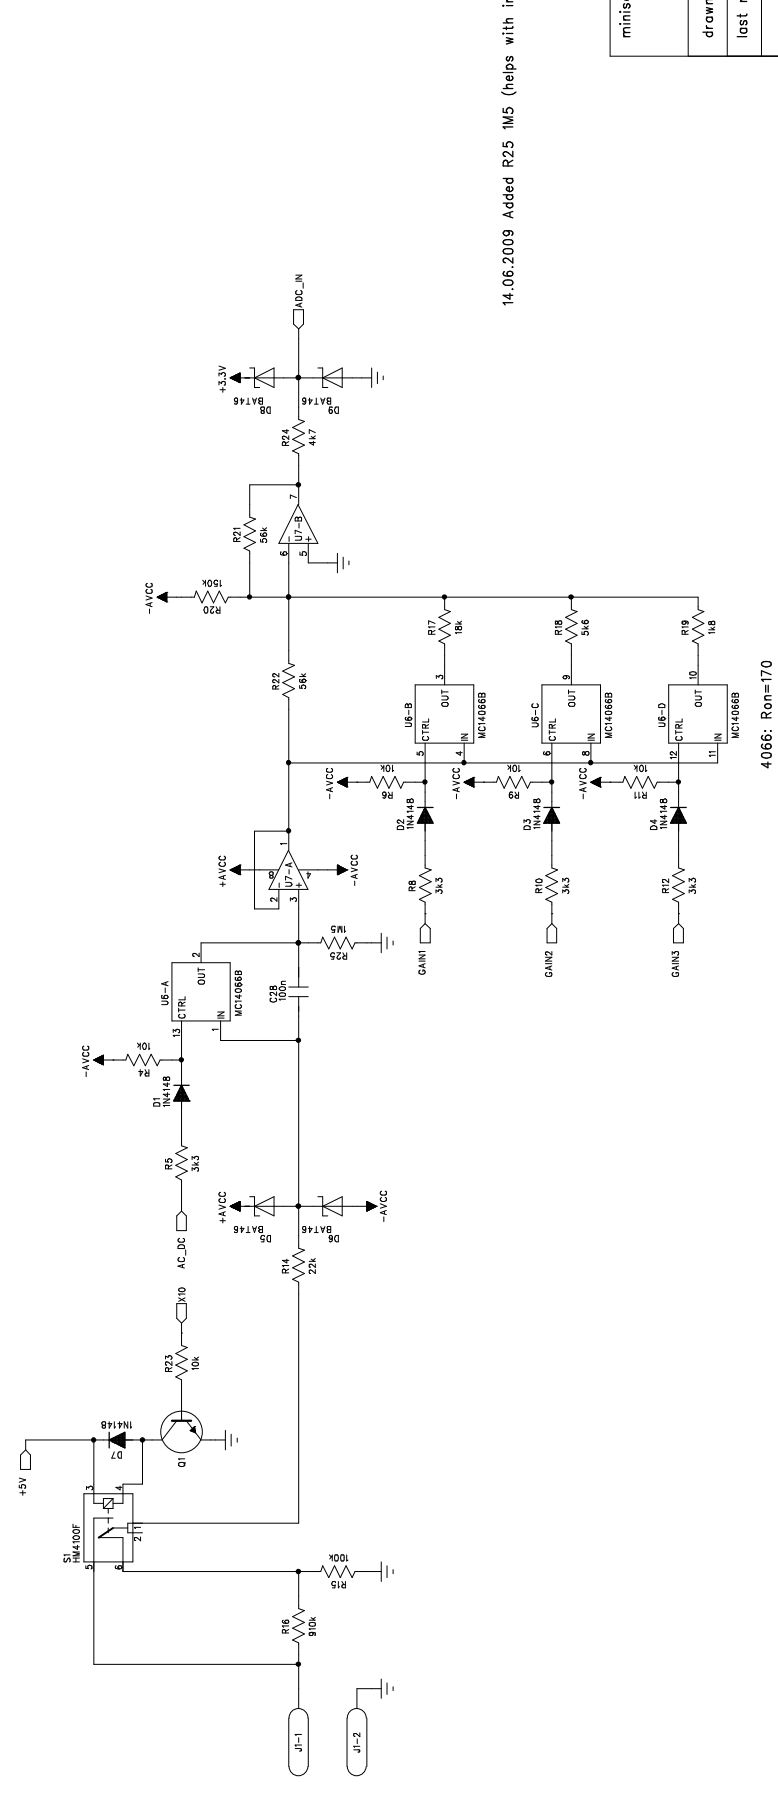 minisc
drawn
last r
14.06.2009 Added R25 1M5 (helps with in
J1-1
J1-2
R16
910k
R15
100k
S1
HM4100F
5
6
3
4
2
1
+5V
D7
1N4148
Q1
R23
10k
X10
R14
22k
+AVCC
BAT46
D5
BAT46
D6
-AVCC
AC_DC
R5
3k3
D1
1N4148
-AVCC
R4
10k
U6-A
13
CTRL
1
IN
OUT
2
MC14066B
C28
100n
R25
1M5
+AVCC
8
2
3
-
+
U7-A
4
1
-AVCC
GAIN1
R8
3k3
D2
1N4148
-AVCC
R6
10k
U6-B
5
CTRL
4
IN
OUT
3
MC14066B
R17
18k
GAIN2
R10
3k3
D3
1N4148
-AVCC
R9
10k
U6-C
6
CTRL
8
IN
OUT
9
MC14066B
R18
5k6
GAIN3
R12
3k3
D4
1N4148
-AVCC
R11
10k
U6-D
12
CTRL
11
IN
OUT
10
MC14066B
R19
1k8
4066: Ron=170
R22
56k
-AVCC
R20
150k
R21
56k
6
5
-
+
U7-B
7
R24
4k7
+3.3V
BAT46
D8
BAT46
D9
ADC_IN